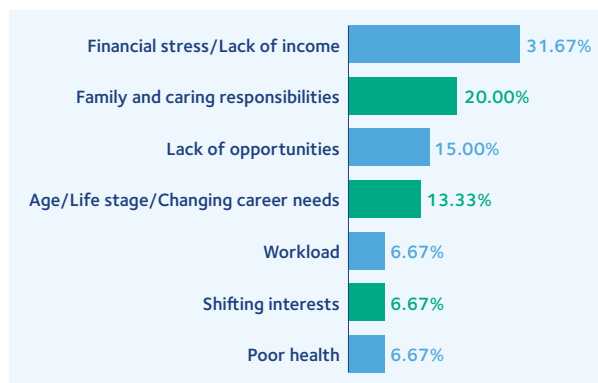 Financial stress/Lack of income 31.67%
Family and caring responsibilities 20.00%
Lack of opportunities 15.00%
Age/Life stage/Changing career needs 13.33%
Workload 6.67%
Shifting interests 6.67%
Poor health 6.67%